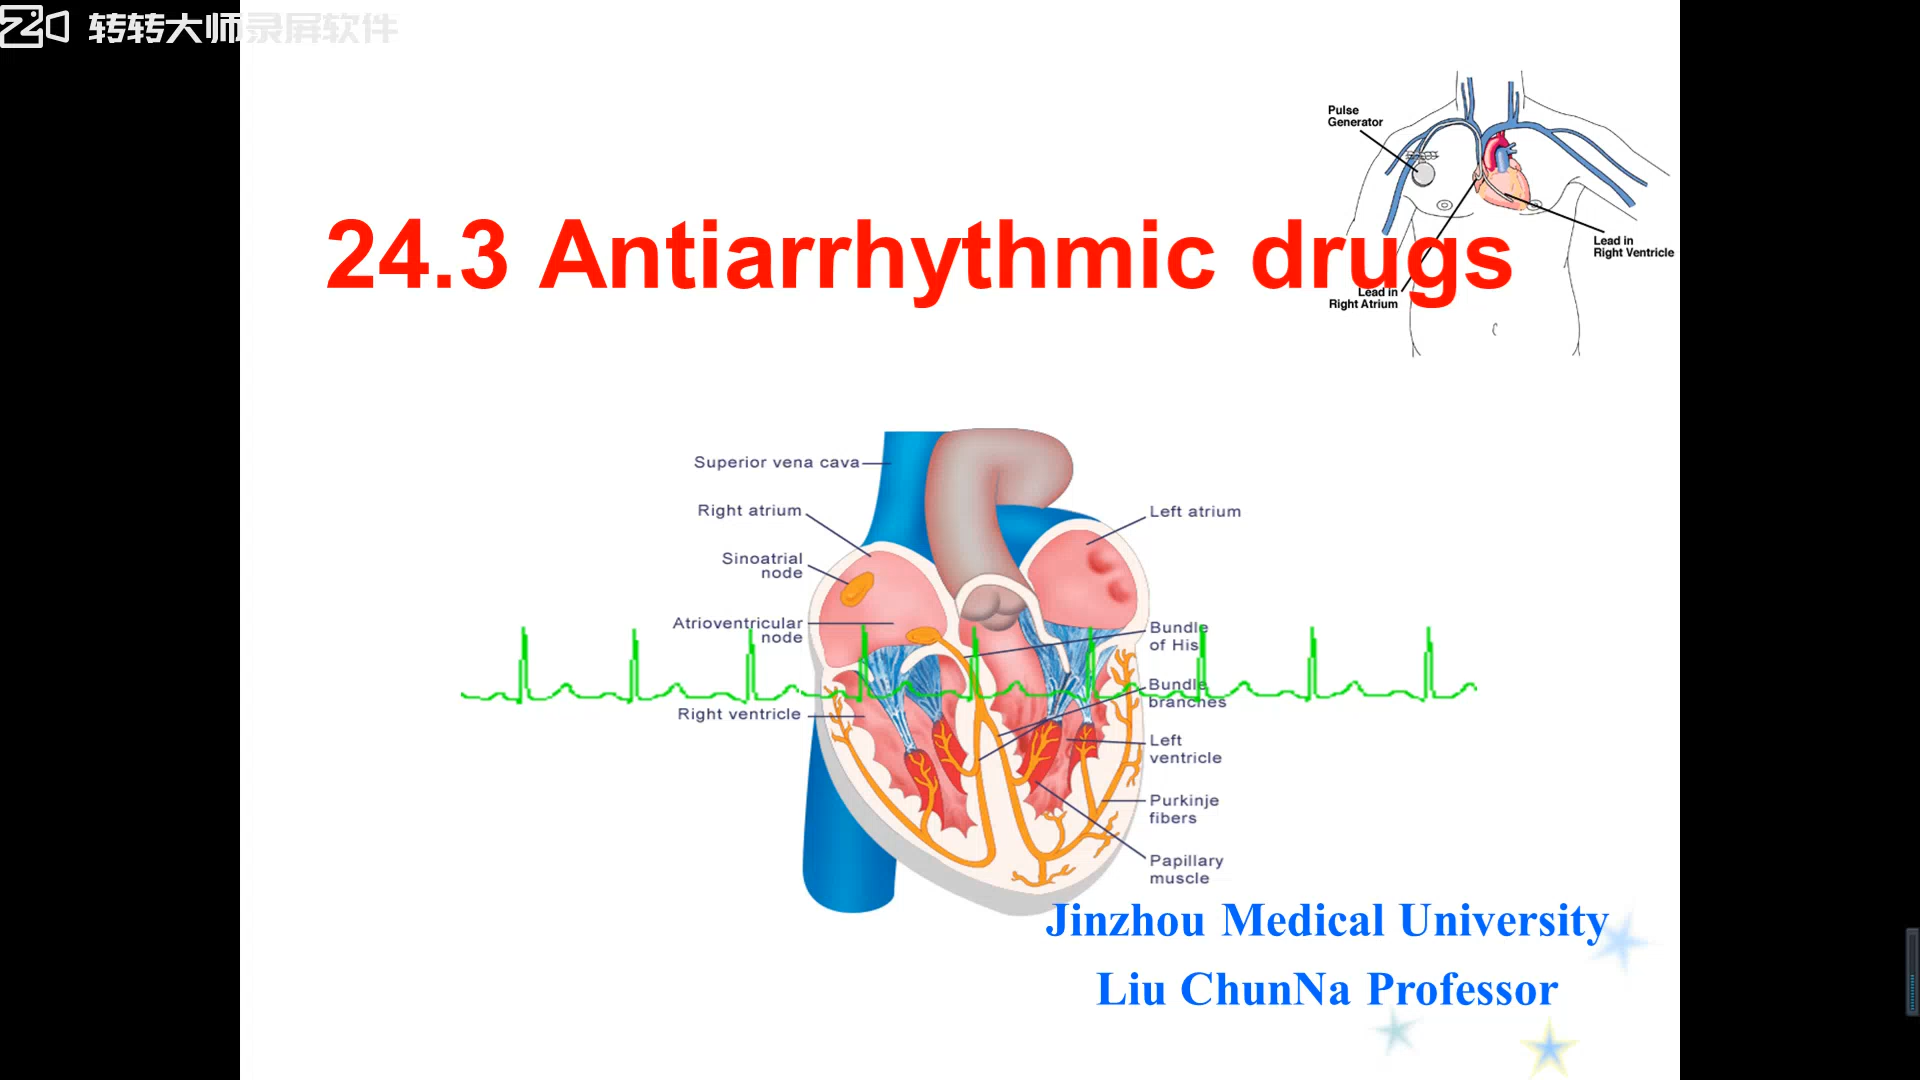 转转大师录屏软件
Pulse
Generator
24.3 Antiarrhythmic drugs
Lead in
Right Ventricle
Lead in
Right Atrium
Superior vena cava
Right atrium
Left atrium
Sinoatrial
node
Atrioventricular
node
Bundle
of His
Bundle
branches
Right ventricle
Left
ventricle
Purkinje
fibers
Papillary
muscle
Jinzhou Medical University
Liu ChunNa Professor